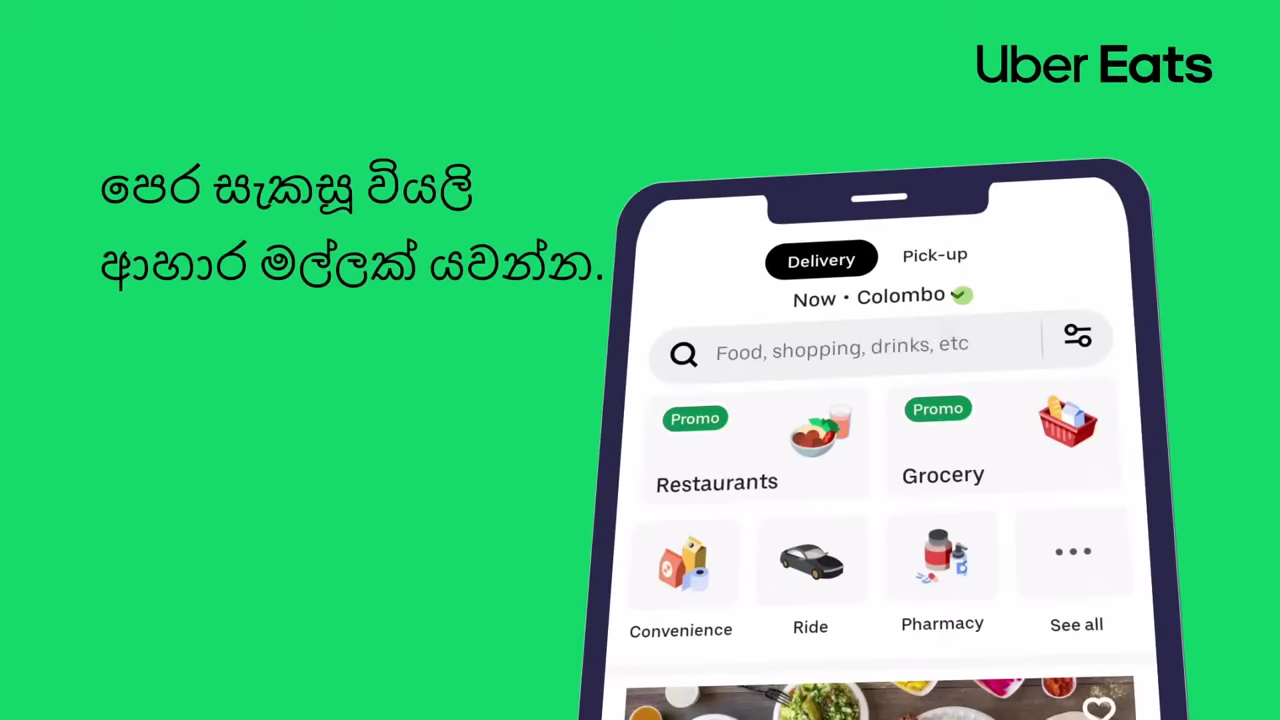 Uber Eats
පෙර සැකසූ වියලි
ආහාර මල්ලක් යවන්න.
Delivery Pick-up
Now • Colombo
Food, shopping, drinks, etc
Promo Promo
Restaurants Grocery
Convenience Ride Pharmacy See all